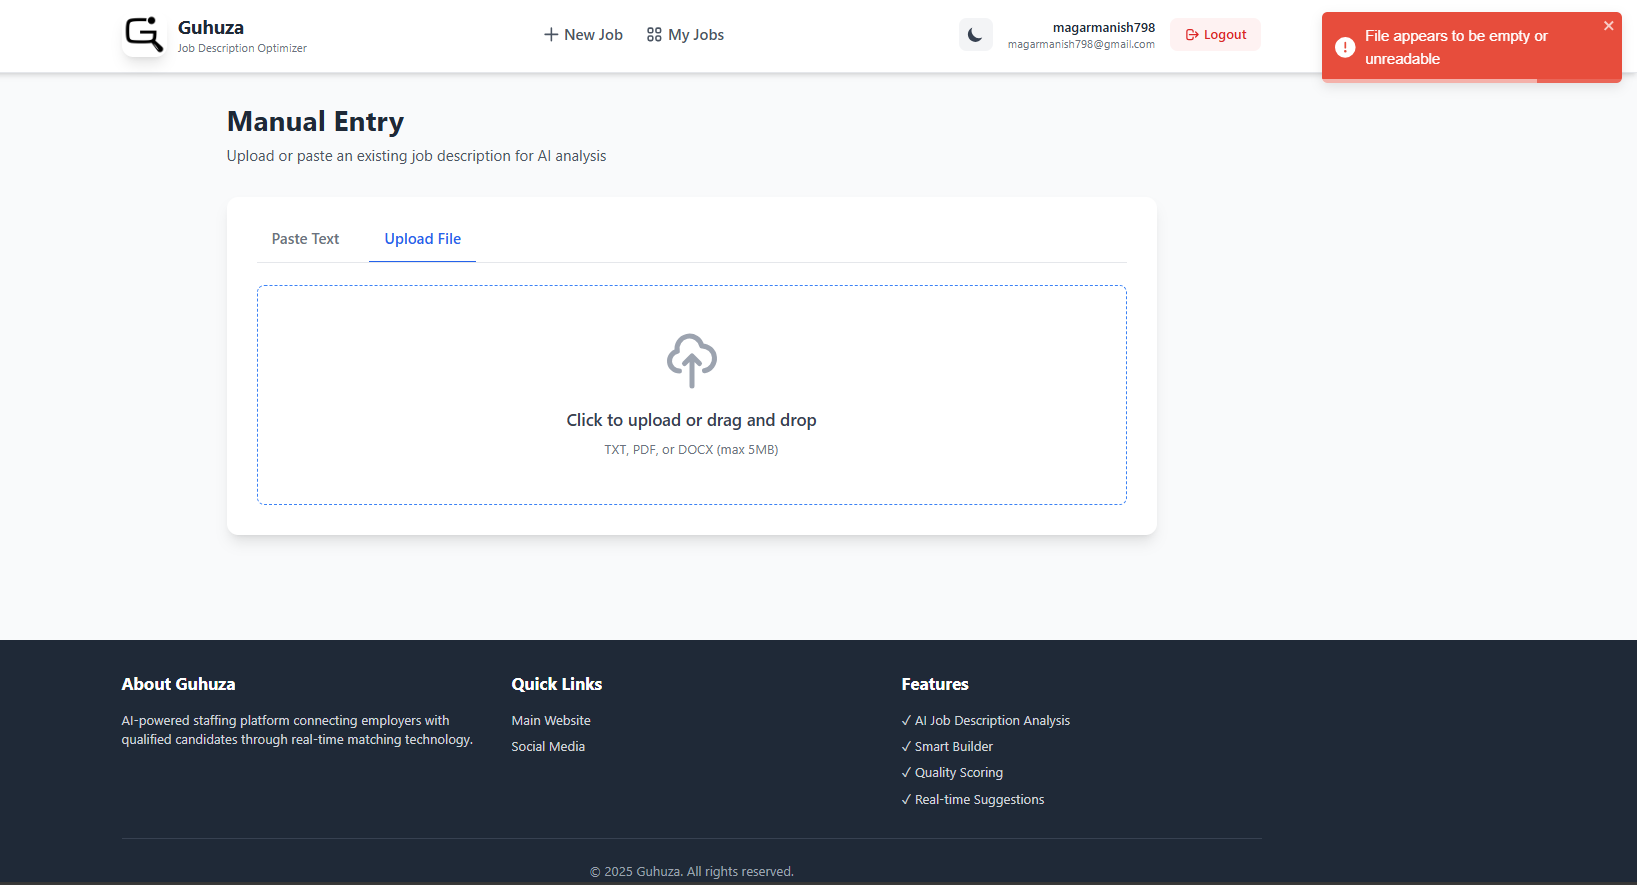 Guhuza
Job Description Optimizer
New Job
My Jobs
magarmanish798
magarmanish798@gmail.com
Logout
File appears to be empty or
unreadable
Manual Entry
Upload or paste an existing job description for AI analysis
Paste Text
Upload File
Click to upload or drag and drop
TXT, PDF, or DOCX (max 5MB)
About Guhuza
AI-powered staffing platform connecting employers with
qualified candidates through real-time matching technology.
Quick Links
Main Website
Social Media
Features
✓ AI Job Description Analysis
✓ Smart Builder
✓ Quality Scoring
✓ Real-time Suggestions
© 2025 Guhuza. All rights reserved.